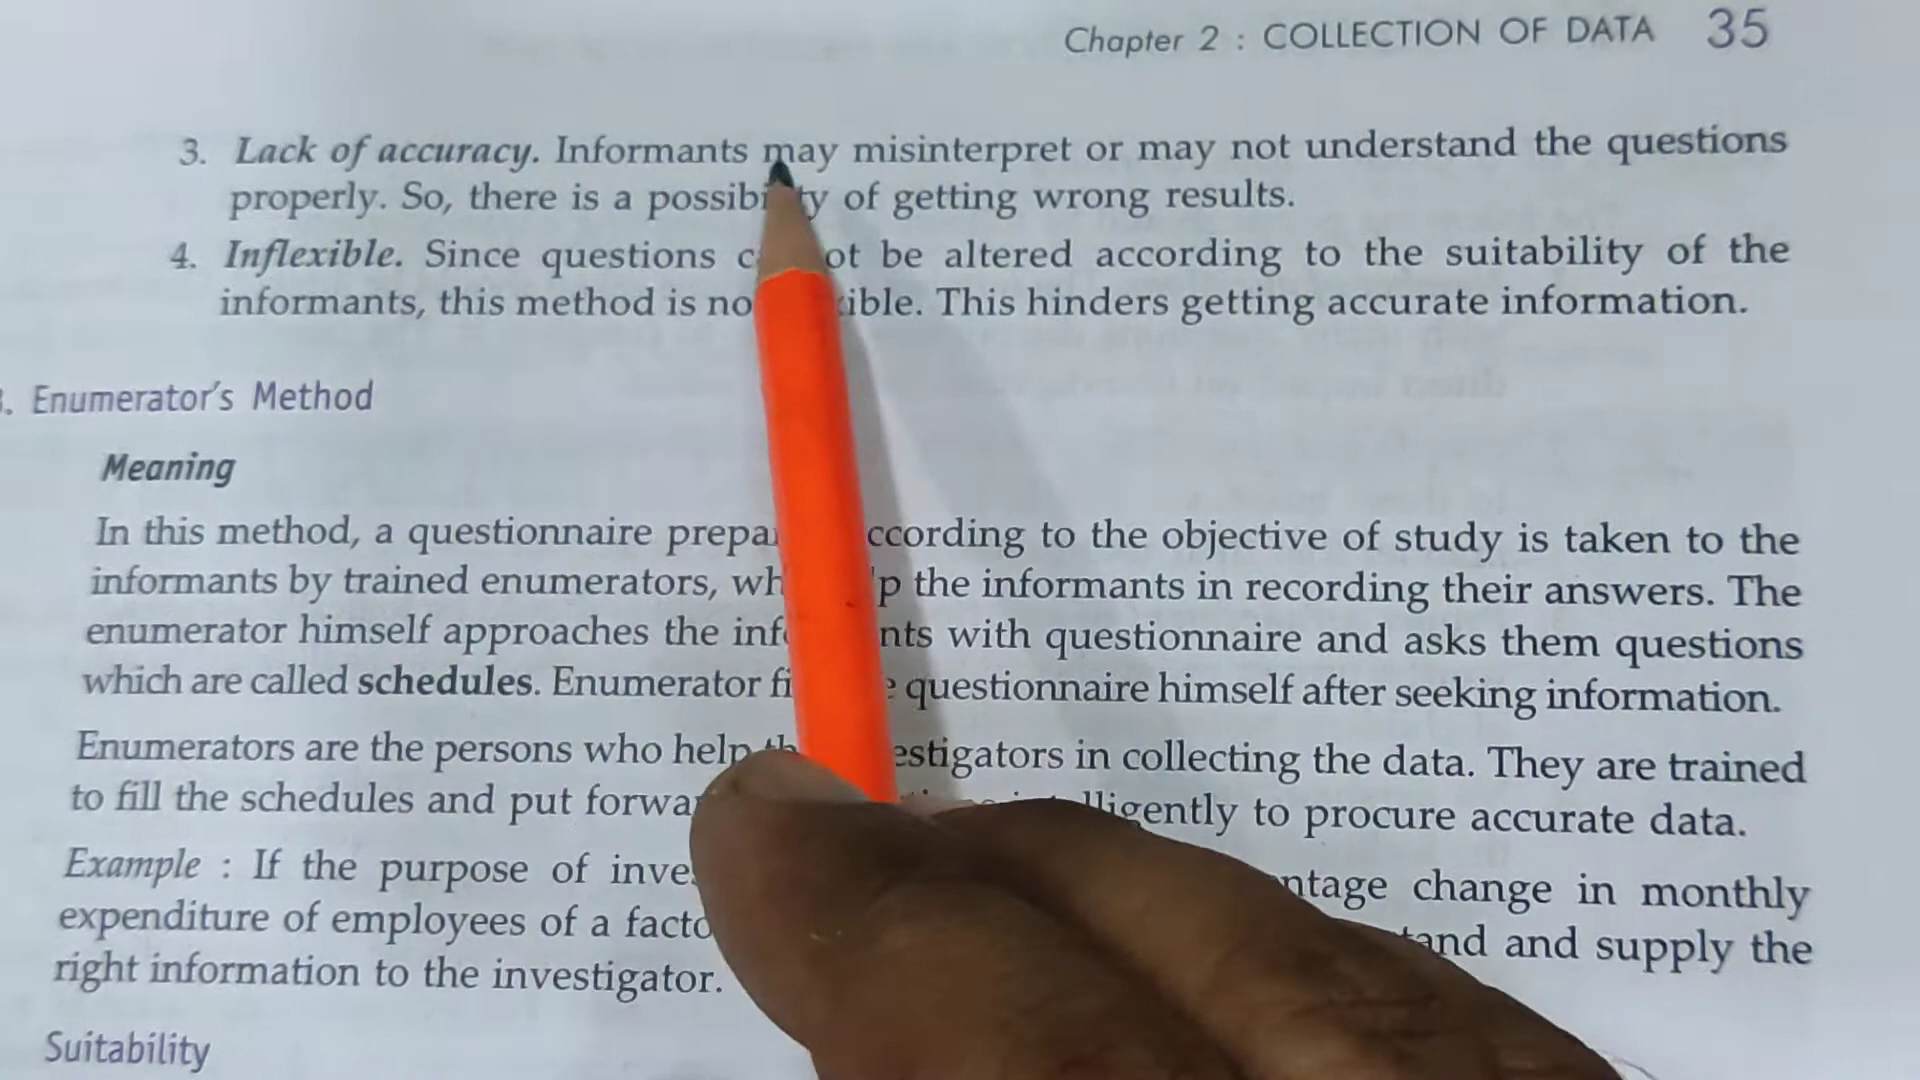 Chapter 2 : COLLECTION OF DATA 35
3. Lack of accuracy. Informants may misinterpret or may not understand the questions
properly. So, there is a possibility of getting wrong results.
4. Inflexible. Since questions be altered according to the suitability of the
informants, this method is This hinders getting accurate information.
. Enumerator's Method
Meaning
In this method, a questionnaire according to the objective of study is taken to the
informants by trained enumerators, the informants in recording their answers. The
enumerator himself approaches the with questionnaire and asks them questions
which are called schedules. Enumerator questionnaire himself after seeking information.
Enumerators are the persons who help in collecting the data. They are trained
to fill the schedules and put to procure accurate data.
Example : If the purpose of change in monthly
expenditure of employees of a and supply the
right information to the investigator.
Suitability